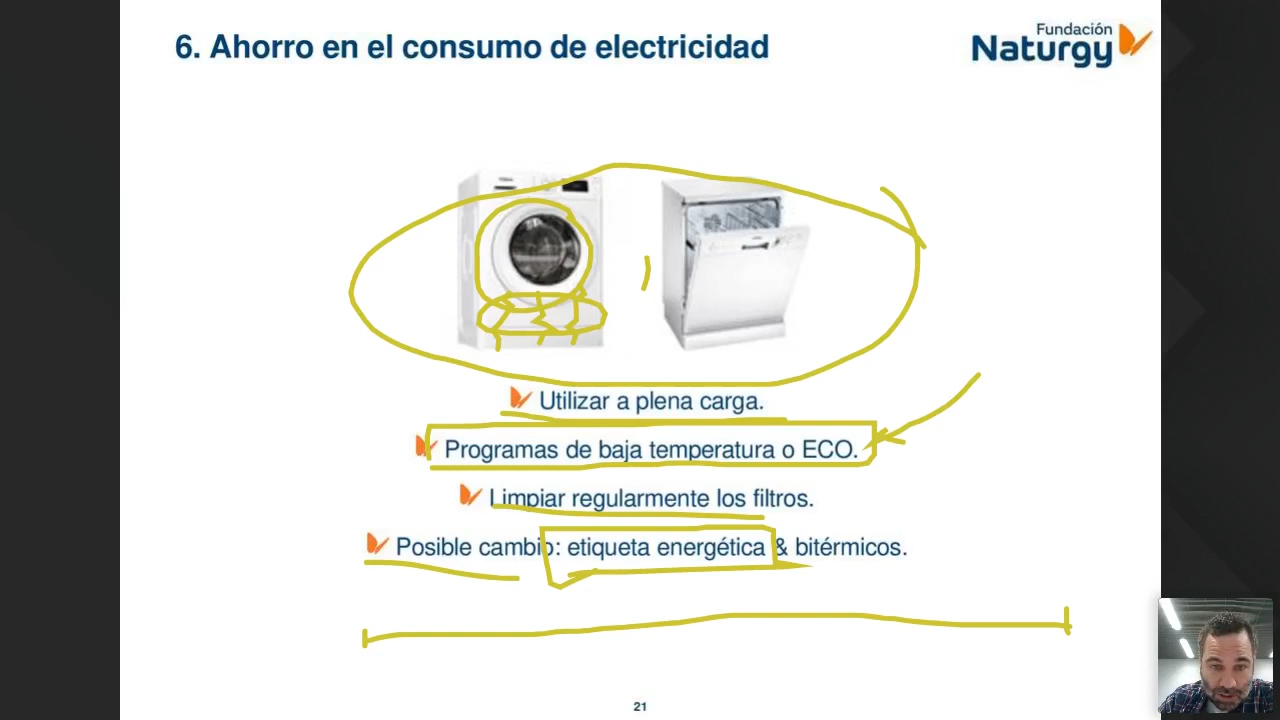 6. Ahorro en el consumo de electricidad
Fundación
Naturgy
Utilizar a plena carga.
Programas de baja temperatura o ECO.
Limpiar regularmente los filtros.
Posible cambio: etiqueta energética & bitérmicos.
21